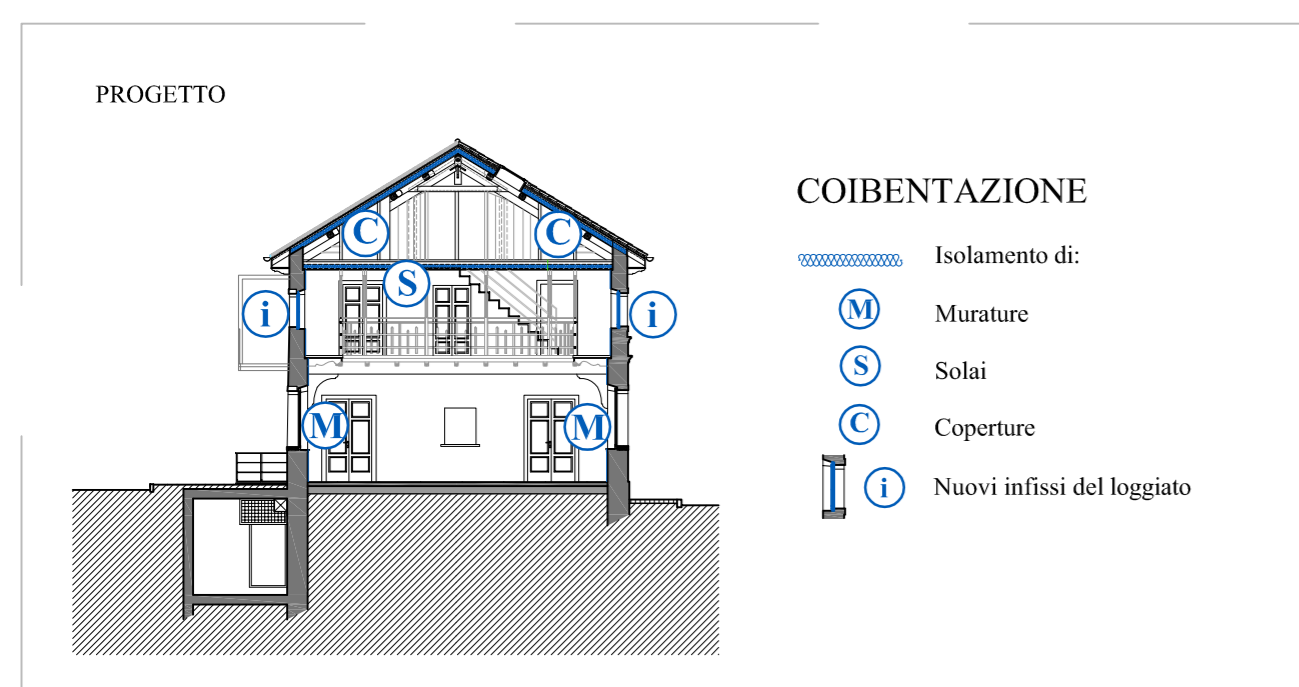 PROGETTO
C C
S
i i
M M
COIBENTAZIONE
Isolamento di:
M Murature
S Solai
C Coperture
i Nuovi infissi del loggiato